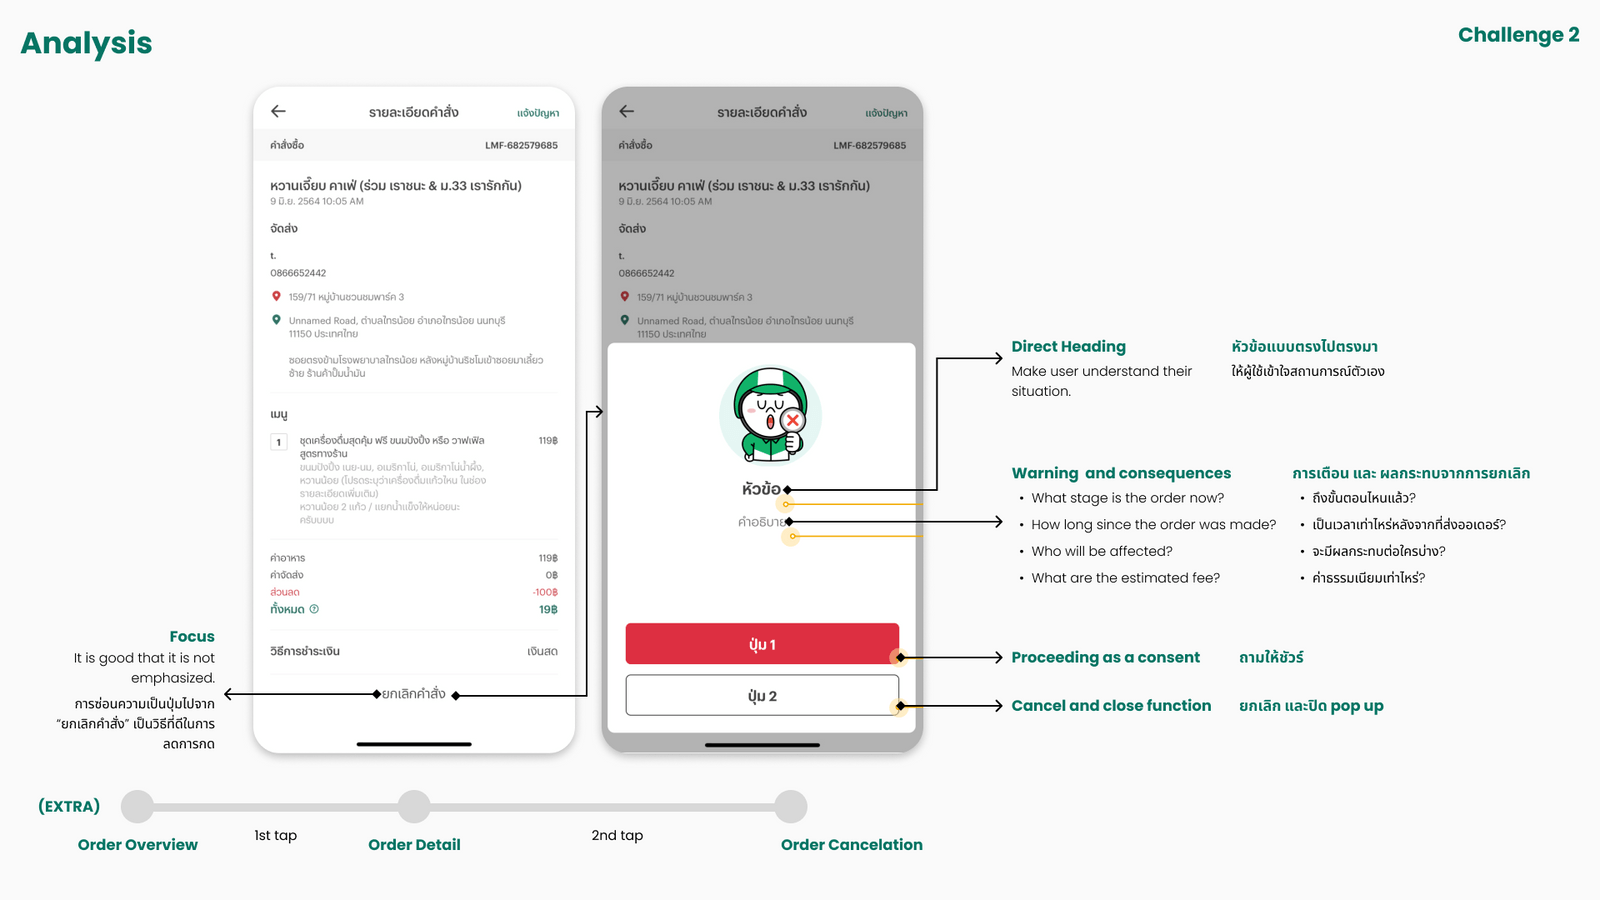 Analysis
Challenge 2
รายละเอียดคำสั่ง
แจ้งปัญหา
คำสั่งซื้อ
LMF-682579685
หวานเจี๊ยบ คาเฟ่ (ร่วม เราชนะ & ม.33 เรารักกัน)
9 มิ.ย. 2564 10:05 AM
จัดส่ง
t.
0866652442
159/71 หมู่บ้านชวนชมพาร์ค 3
Unnamed Road, ตำบลไทรน้อย อำเภอไทรน้อย นนทบุรี
11150 ประเทศไทย
ซอยตรงข้ามโรงพยาบาลไทรน้อย หลังหมู่บ้านริชโมเข้าซอยมาเลี้ยว
ซ้าย ร้านค้าปั๊มน้ำมัน
เมนู
1
ชุดเครื่องดื่มสุดคุ้ม ฟรี ขนมปังปิ้ง หรือ วาฟเฟิล
119฿
สูตรทางร้าน
ขนมปังปิ้ง เนย-นม, อเมริกาโน่, อเมริกาโน่น้ำผึ้ง,
หวานน้อย (โปรดระบุว่าเครื่องดื่มแก้วไหน ในช่อง
รายละเอียดเพิ่มเติม)
หวานน้อย 2 แก้ว / แยกน้ำแข็งให้หน่อยนะ
ครับบบบ
ค่าอาหาร
119฿
ค่าจัดส่ง
0฿
ส่วนลด
-100฿
ทั้งหมด
19฿
วิธีการชำระเงิน
เงินสด
ยกเลิกคำสั่ง
Focus
It is good that it is not
emphasized.
การซ่อนความเป็นปุ่มไปจาก
“ยกเลิกคำสั่ง” เป็นวิธีที่ดีในการ
ลดการกด
รายละเอียดคำสั่ง
แจ้งปัญหา
คำสั่งซื้อ
LMF-682579685
หวานเจี๊ยบ คาเฟ่ (ร่วม เราชนะ & ม.33 เรารักกัน)
9 มิ.ย. 2564 10:05 AM
จัดส่ง
t.
0866652442
159/71 หมู่บ้านชวนชมพาร์ค 3
Unnamed Road, ตำบลไทรน้อย อำเภอไทรน้อย นนทบุรี
11150 ประเทศไทย
หัวข้อ
คำอธิบาย
ปุ่ม 1
ปุ่ม 2
Direct Heading
Make user understand their
situation.
หัวข้อแบบตรงไปตรงมา
ให้ผู้ใช้เข้าใจสถานการณ์ตัวเอง
Warning and consequences
• What stage is the order now?
• How long since the order was made?
• Who will be affected?
• What are the estimated fee?
การเตือน และ ผลกระทบจากการยกเลิก
• ถึงขั้นตอนไหนแล้ว?
• เป็นเวลาเท่าไหร่หลังจากที่ส่งออเดอร์?
• จะมีผลกระทบต่อใครบ่าง?
• ค่าธรรมเนียมเท่าไหร่?
Proceeding as a consent
ถามให้ชัวร์
Cancel and close function
ยกเลิก และปิด pop up
(EXTRA)
1st tap
2nd tap
Order Overview
Order Detail
Order Cancelation